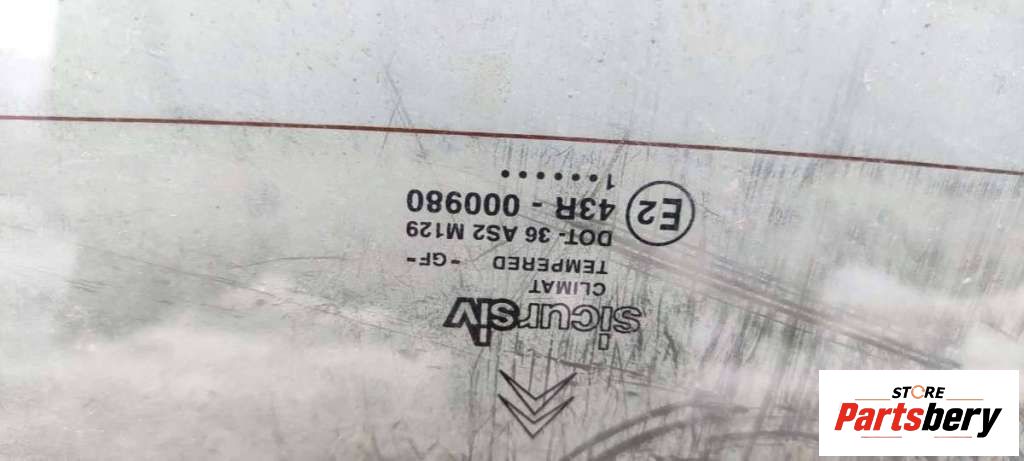 sicursiv
CLIMAT
TEMPERED "GF"
DOT- 36 AS2 M129
E2 43R - 000980
1 ••••••
STORE
Partsbery